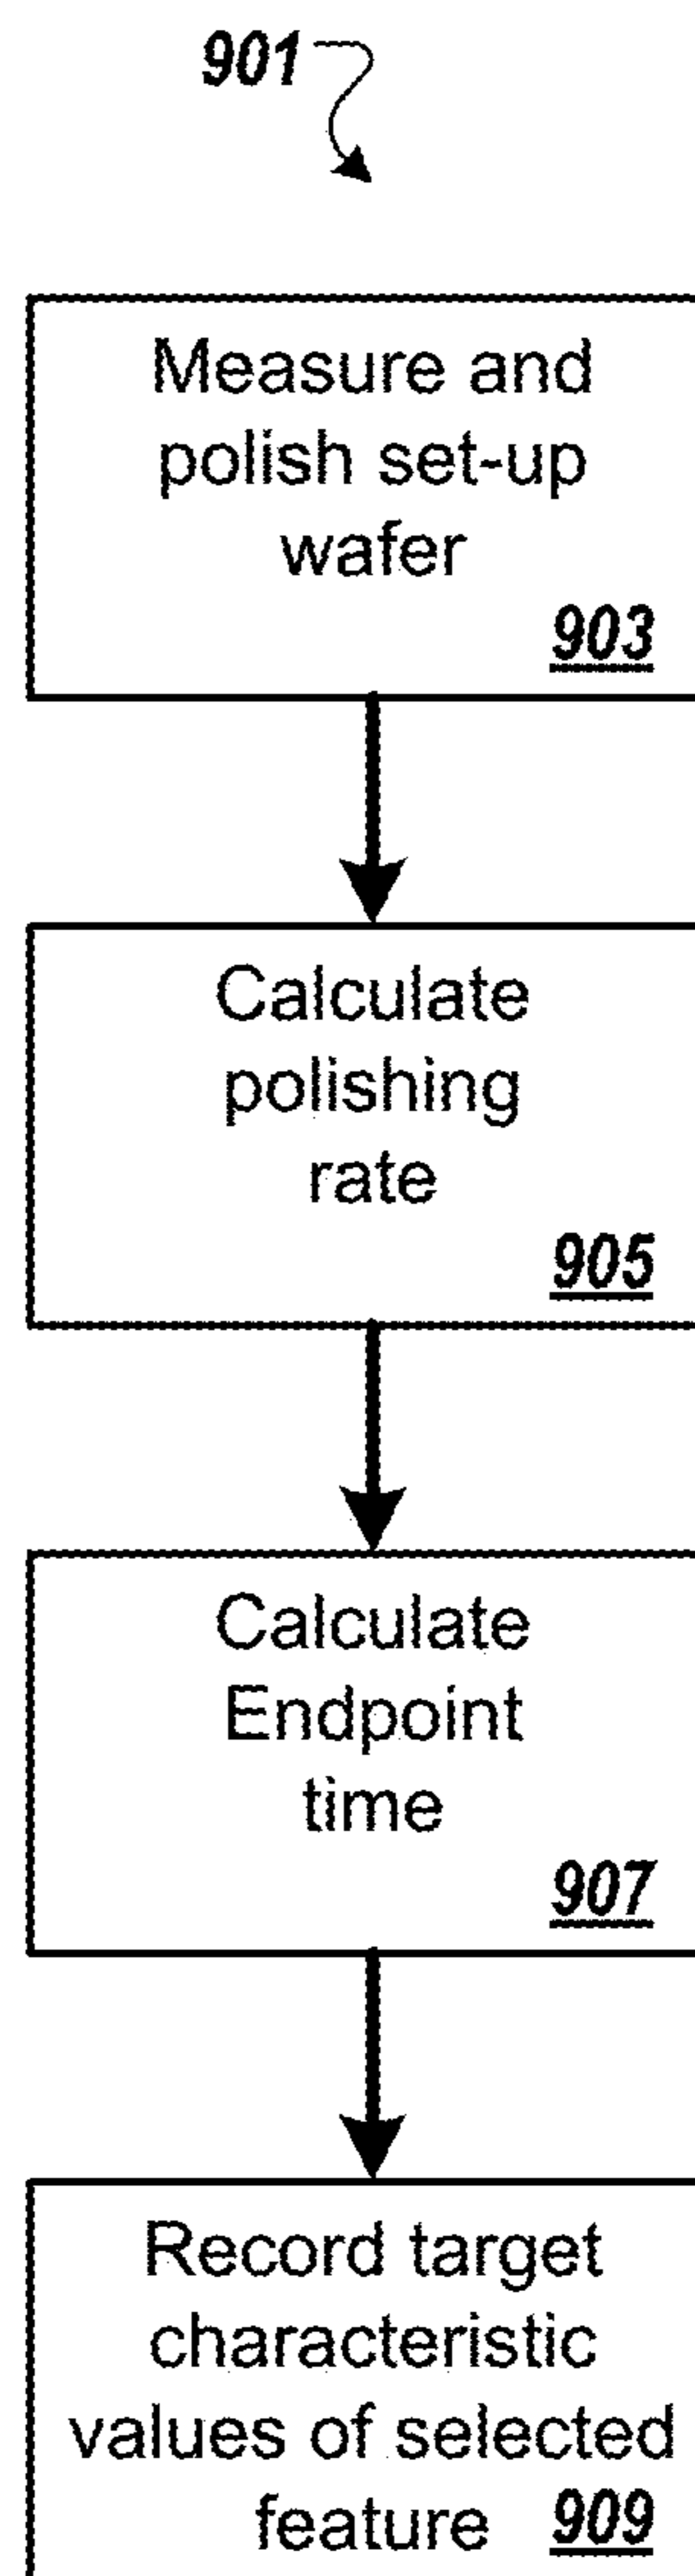 901
Measure and
polish set-up
wafer
903
Calculate
polishing
rate
905
Calculate
Endpoint
time
907
Record target
characteristic
values of selected
feature 909